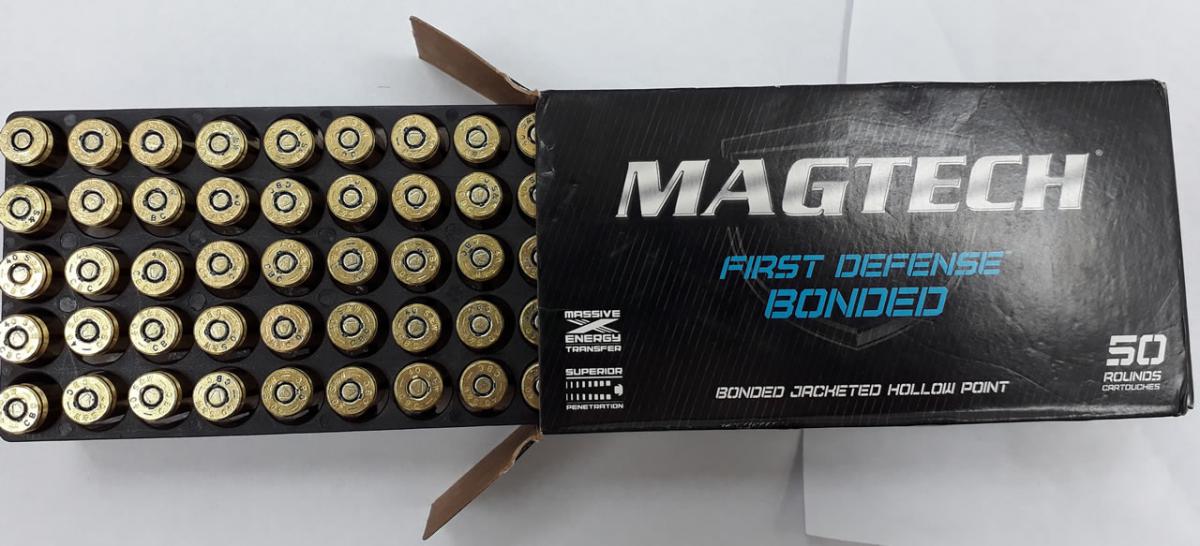 MAGTECH
FIRST DEFENSE
BONDED
MASSIVE
ENERGY
TRANSFER
SUPERIOR
PENETRATION
BONDED JACKETED HOLLOW POINT
50
ROUNDS
CARTOUCHES